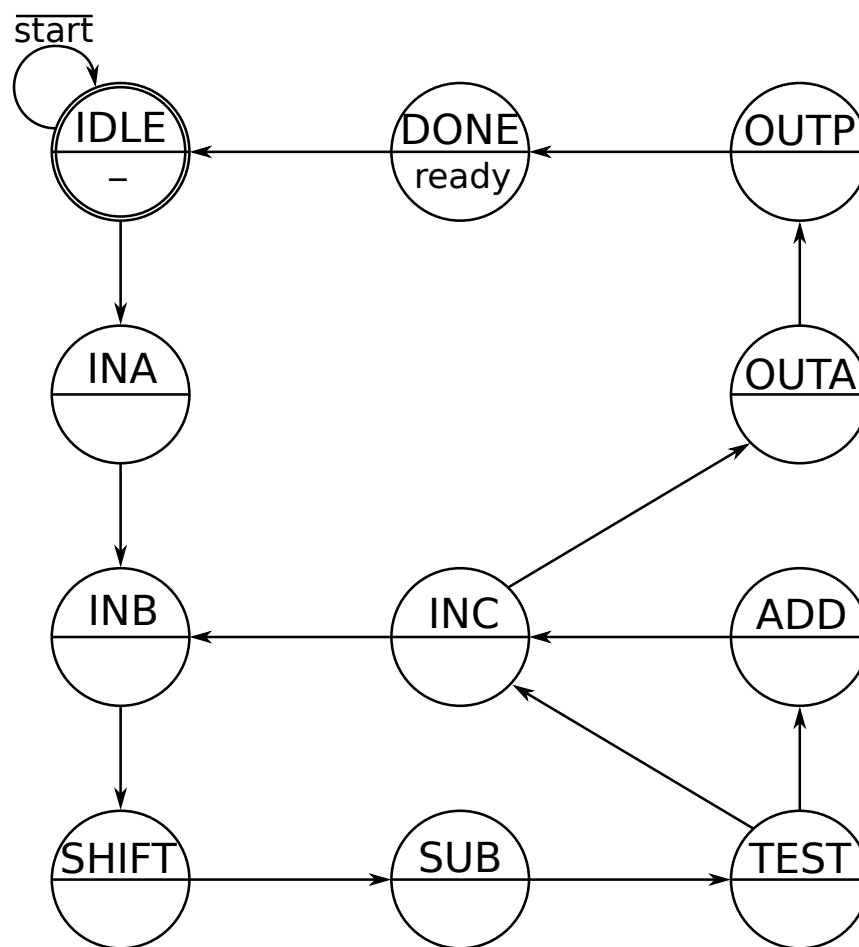 start
IDLE
–
DONE
ready
OUTP
INA
OUTA
INB
INC
ADD
SHIFT
SUB
TEST